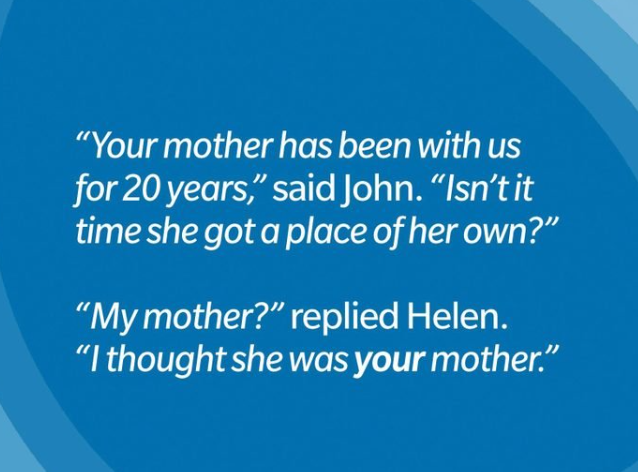 “Your mother has been with us
for 20 years,” said John. “Isn’t it
time she got a place of her own?”
“My mother?” replied Helen.
“I thought she was your mother.”